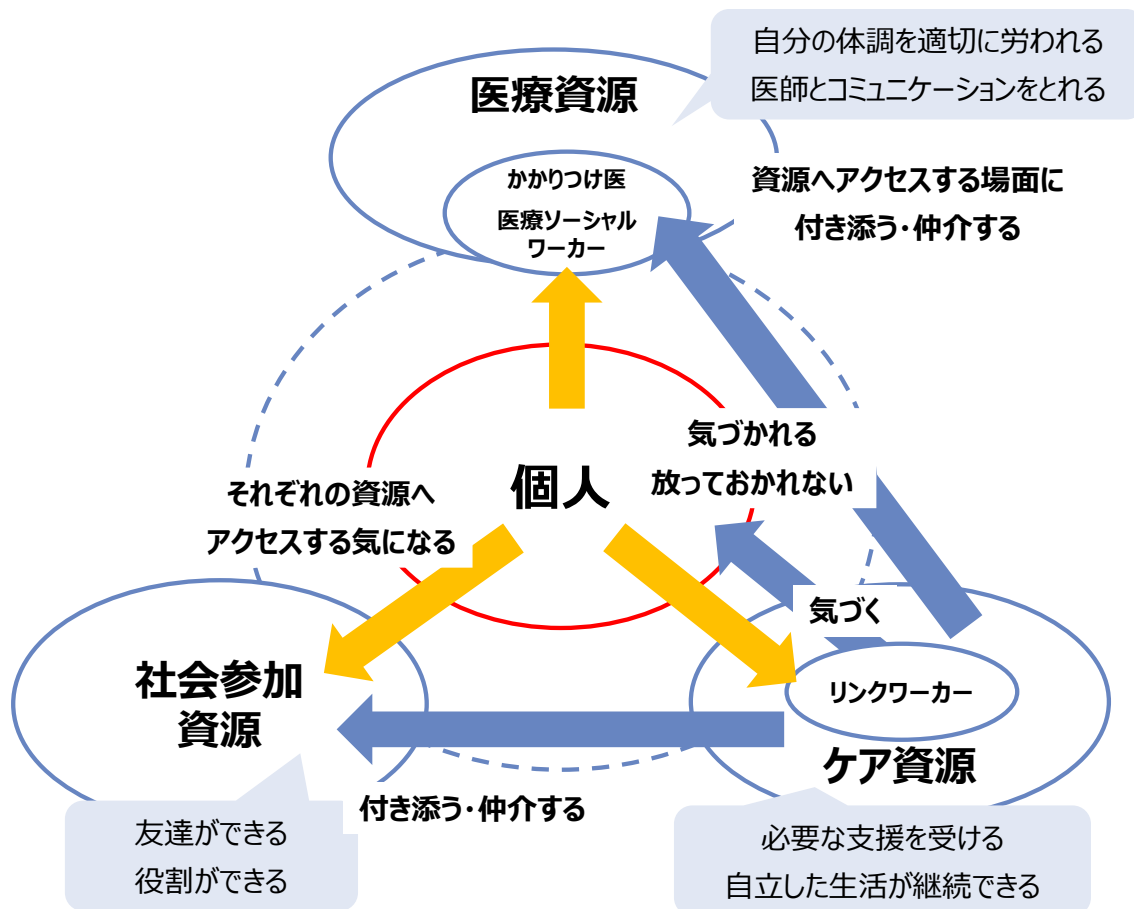 自分の体調を適切に労われる
医師とコミュニケーションをとれる
医療資源
かかりつけ医
医療ソーシャル
ワーカー
資源へアクセスする場面に
付き添う・仲介する
気づかれる
放っておかれない
個人
それぞれの資源へ
アクセスする気になる
気づく
社会参加
資源
リンクワーカー
ケア資源
付き添う・仲介する
友達ができる
役割ができる
必要な支援を受ける
自立した生活が継続できる